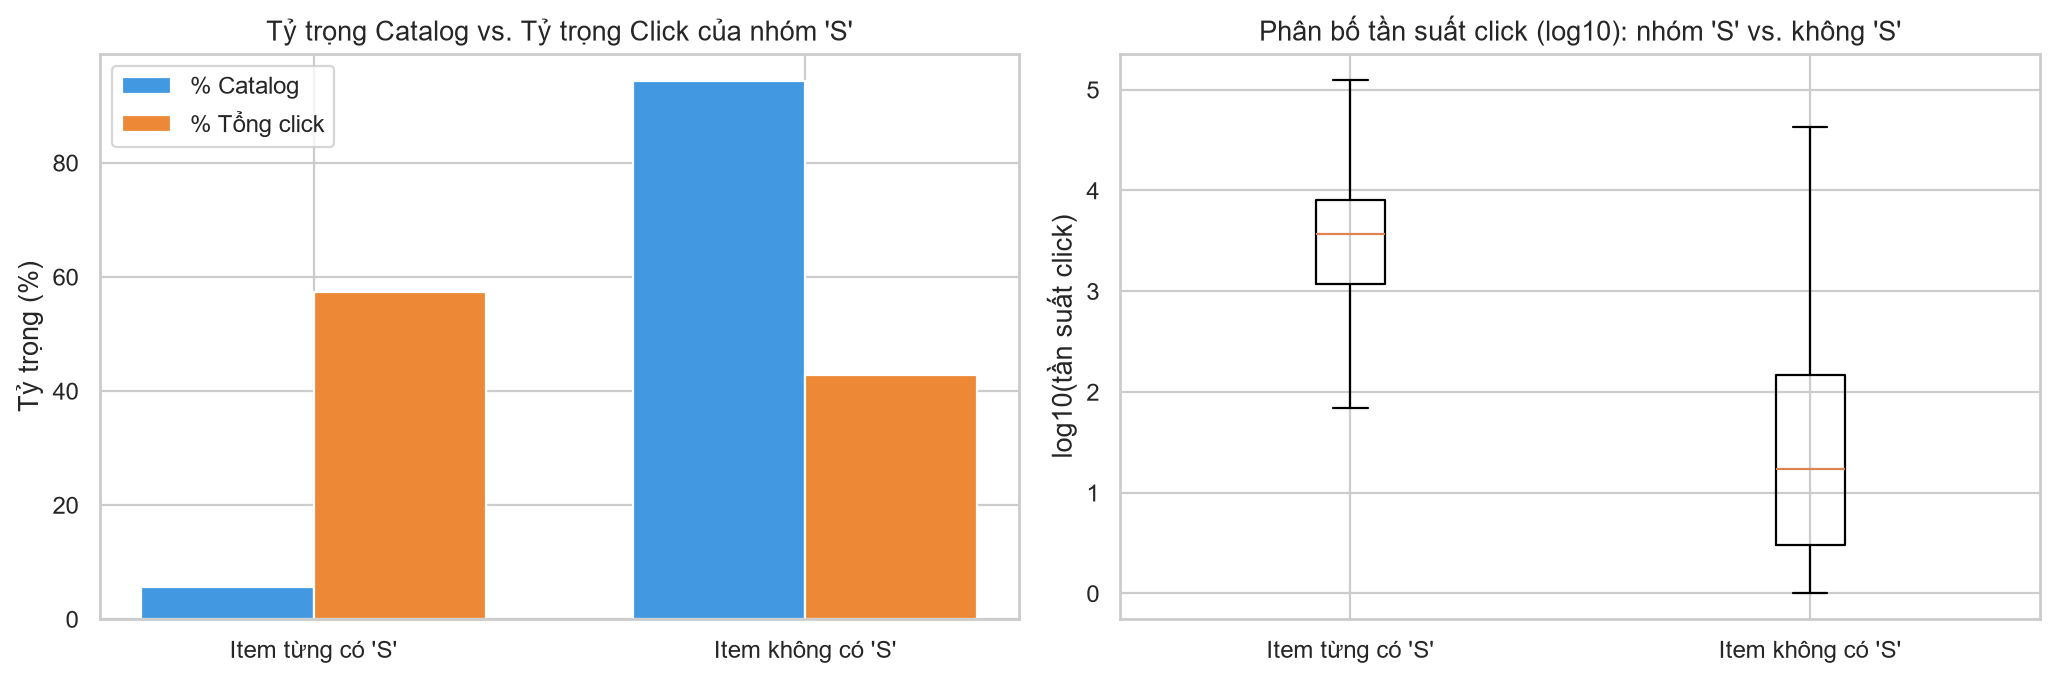 Tỷ trọng Catalog vs. Tỷ trọng Click của nhóm 'S'
% Catalog
% Tổng click
Tỷ trọng (%)
80
60
40
20
0
Item từng có 'S'
Item không có 'S'
Phân bố tần suất click (log10): nhóm 'S' vs. không 'S'
log10(tần suất click)
5
4
3
2
1
0
Item từng có 'S'
Item không có 'S'